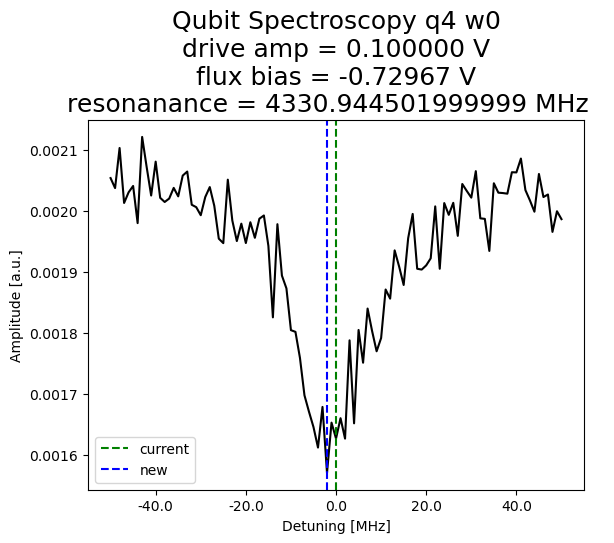 Qubit Spectroscopy q4 w0
drive amp = 0.100000 V
flux bias = -0.72967 V
resonanance = 4330.944501999999 MHz
0.0021
0.0020
0.0019
0.0018
0.0017
0.0016
Amplitude [a.u.]
current
new
-40.0
-20.0
0.0
20.0
40.0
Detuning [MHz]